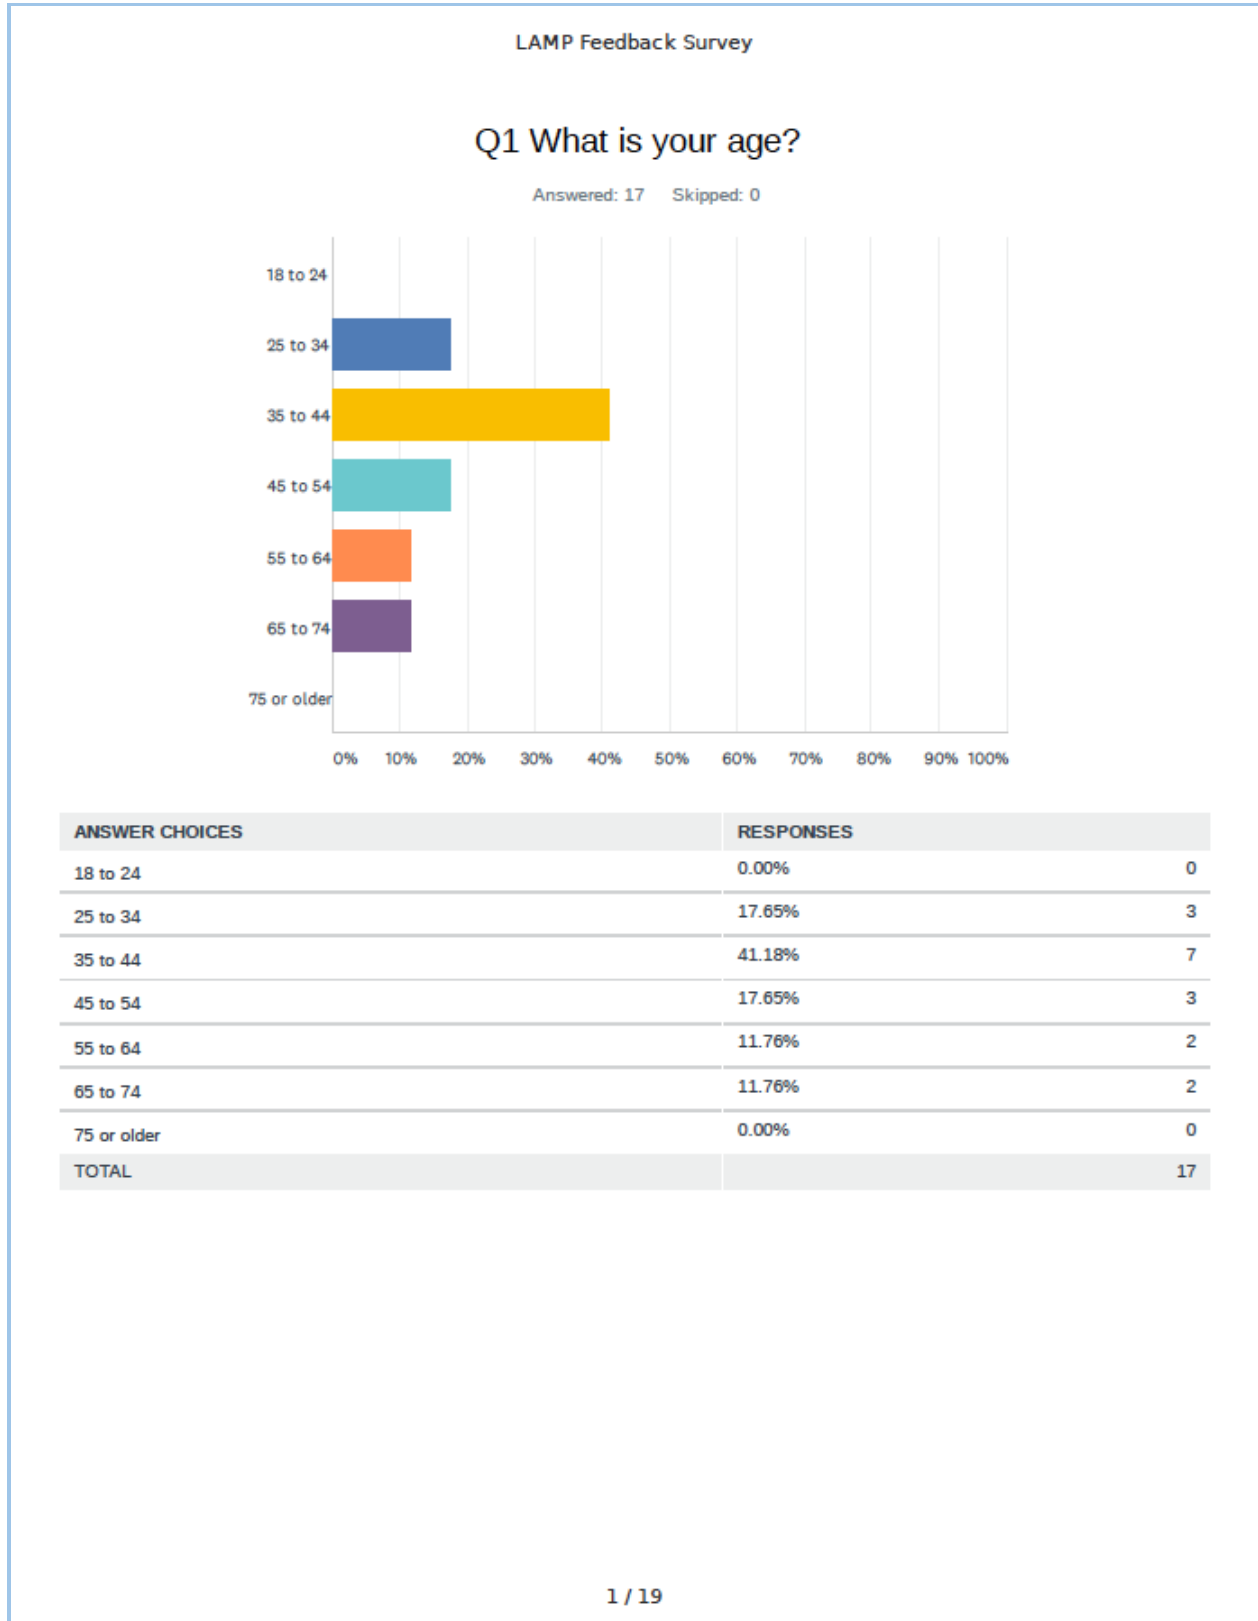 LAMP Feedback Survey
Q1 What is your age?
Answered: 17 Skipped: 0
18 to 24
25 to 34
35 to 44
45 to 54
55 to 64
65 to 74
75 or older
0% 10% 20% 30% 40% 50% 60% 70% 80% 90% 100%
ANSWER CHOICES RESPONSES
18 to 24 0.00% 0
25 to 34 17.65% 3
35 to 44 41.18% 7
45 to 54 17.65% 3
55 to 64 11.76% 2
65 to 74 11.76% 2
75 or older 0.00% 0
TOTAL 17
1 / 19